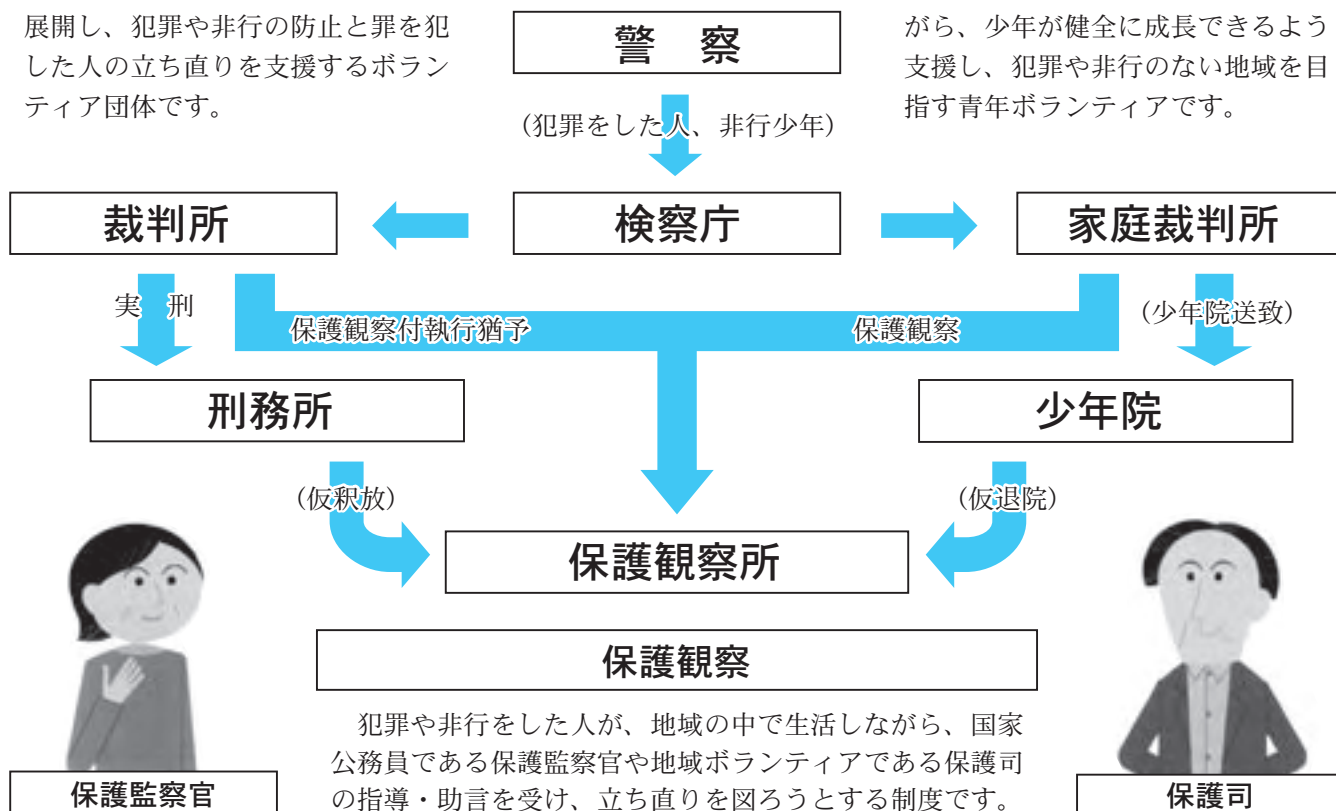 展開し、犯罪や非行の防止と罪を犯
した人の立ち直りを支援するボラン
ティア団体です。
がら、少年が健全に成長できるよう
支援し、犯罪や非行のない地域を目
指す青年ボランティアです。
警　察
（犯罪をした人、非行少年）
裁判所
検察庁
家庭裁判所
実　刑
保護観察付執行猶予
保護観察
（少年院送致）
刑務所
少年院
（仮釈放）
（仮退院）
保護観察所
保護観察
　犯罪や非行をした人が、地域の中で生活しながら、国家
公務員である保護監察官や地域ボランティアである保護司
の指導・助言を受け、立ち直りを図ろうとする制度です。
保護監察官
保護司